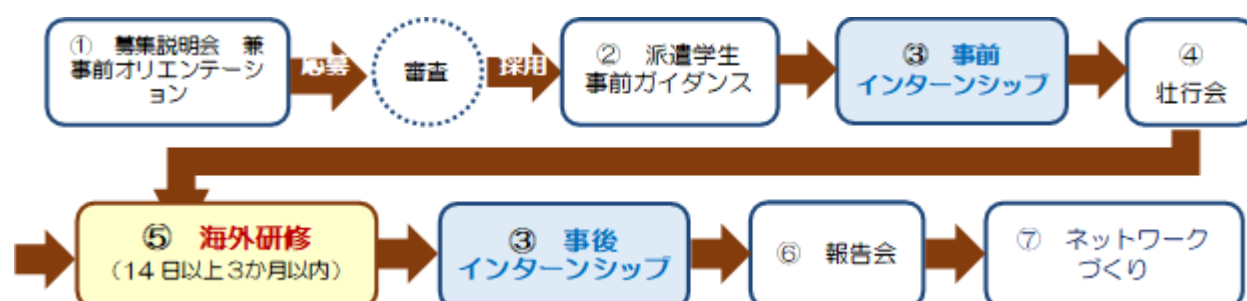 ① 募集説明会 兼
事前オリエンテーシ
ョン
応募
審査
採用
② 派遣学生
事前ガイダンス
③ 事前
インターンシップ
④
壮行会
⑤ 海外研修
(14日以上3か月以内)
③ 事後
インターンシップ
⑥ 報告会
⑦ ネットワーク
づくり